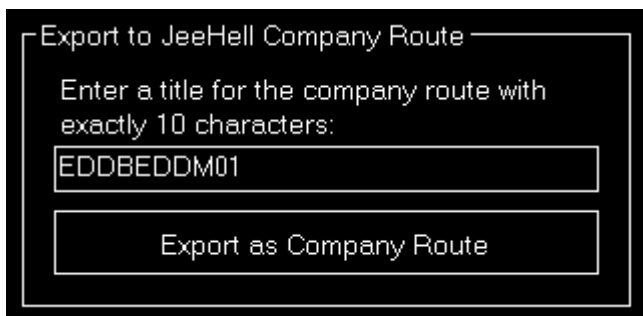 Export to JeeHell Company Route
Enter a title for the company route with
exactly 10 characters:
EDDBEDDM01
Export as Company Route